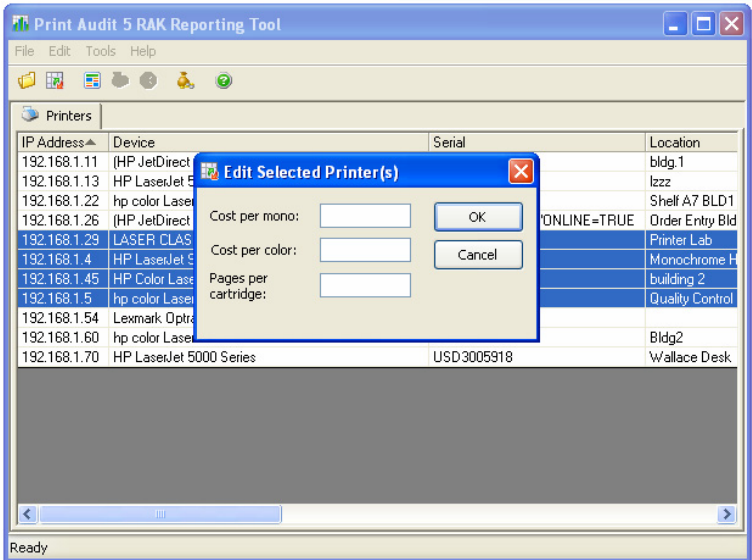 Print Audit 5 RAK Reporting Tool
File Edit Tools Help
Printers
IP Address Device Serial Location
192.168.1.11 (HP JetDirect bldg.1
192.168.1.13 HP LaserJet 5 lzzz
192.168.1.22 hp color Laser Shelf A7 BLD1
192.168.1.26 (HP JetDirect "ONLINE=TRUE Order Entry Bld
192.168.1.29 LASER CLAS Printer Lab
192.168.1.4 HP LaserJet 5 Monochrome H
192.168.1.45 HP Color Lase building 2
192.168.1.5 hp color Laser Quality Control
192.168.1.54 Lexmark Optra
192.168.1.60 hp color Laser Bldg2
192.168.1.70 HP LaserJet 5000 Series USD3005918 Wallace Desk
Edit Selected Printer(s)
Cost per mono: OK
Cost per color: Cancel
Pages per
cartridge:
Ready